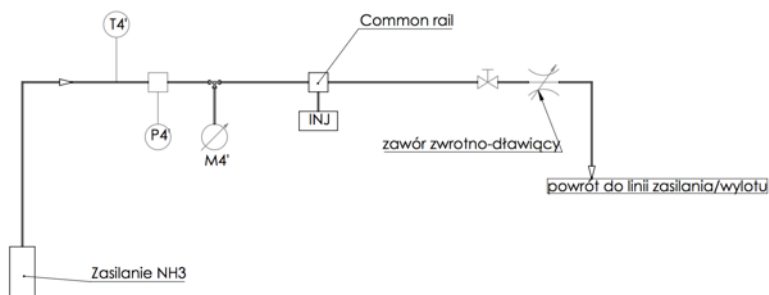 T4'
Common rail
INJ
P4'
M4'
zawór zwrotno-dławiący
powrót do linii zasilania/wylotu
Zasilanie NH3